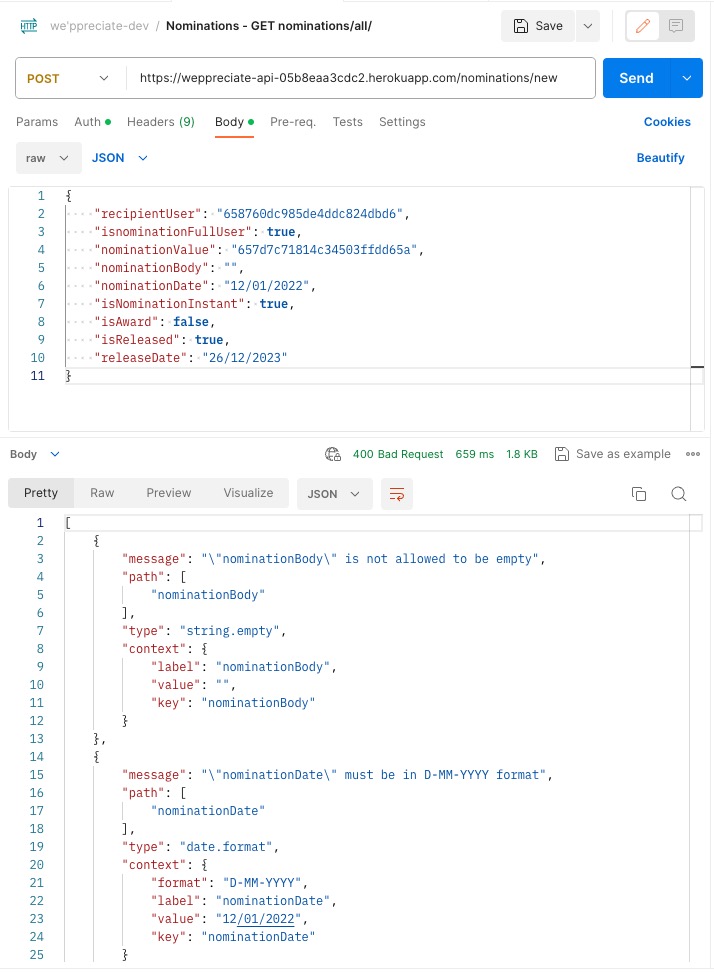 HTTP we'ppreciate-dev / Nominations - GET nominations/all/ Save
POST https://weppreciate-api-05b8eaa3cdc2.herokuapp.com/nominations/new Send
Params Auth Headers (9) Body Pre-req. Tests Settings Cookies
raw JSON Beautify
1 {
2 "recipientUser": "658760dc985de4ddc824dbd6",
3 "isnominationFullUser": true,
4 "nominationValue": "657d7c71814c34503ffdd65a",
5 "nominationBody": "",
6 "nominationDate": "12/01/2022",
7 "isNominationInstant": true,
8 "isAward": false,
9 "isReleased": true,
10 "releaseDate": "26/12/2023"
11 }
Body 400 Bad Request 659 ms 1.8 KB Save as example
Pretty Raw Preview Visualize JSON
1 [
2 {
3 "message": "\"nominationBody\" is not allowed to be empty",
4 "path": [
5 "nominationBody"
6 ],
7 "type": "string.empty",
8 "context": {
9 "label": "nominationBody",
10 "value": "",
11 "key": "nominationBody"
12 }
13 },
14 {
15 "message": "\"nominationDate\" must be in D-MM-YYYY format",
16 "path": [
17 "nominationDate"
18 ],
19 "type": "date.format",
20 "context": {
21 "format": "D-MM-YYYY",
22 "label": "nominationDate",
23 "value": "12/01/2022",
24 "key": "nominationDate"
25 }